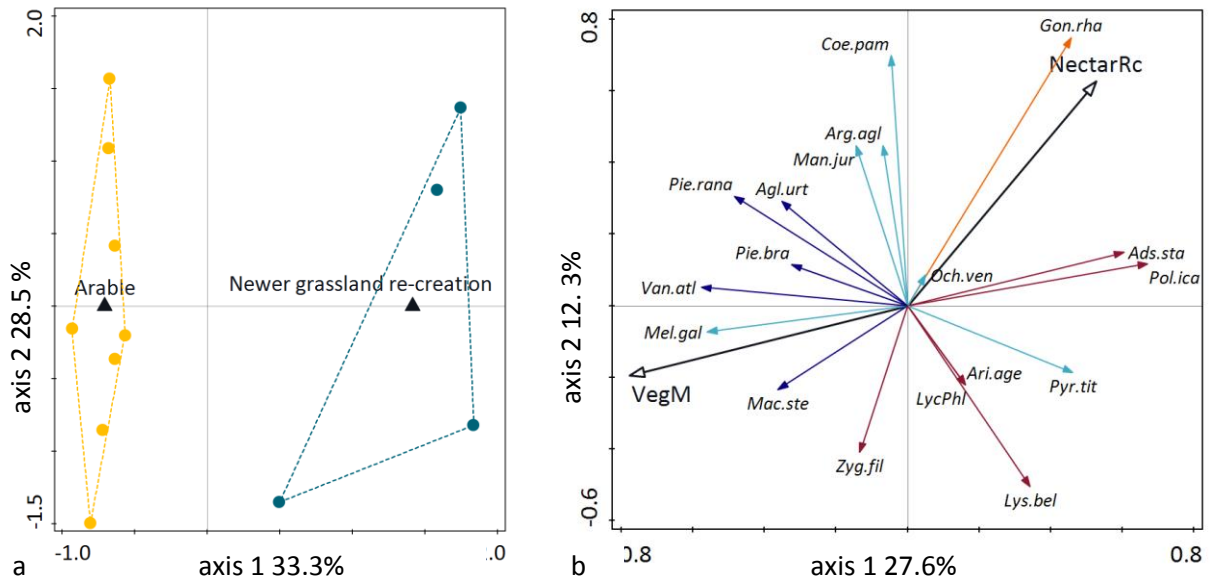 2.0
Arable
Newer grassland re-creation
axis 2 28.5 %
-1.5
-1.0
2.0
a
axis 1 33.3%
0.8
Gon.rha
Coe.pam
NectarRc
Arg.agl
Man.jur
Pie.rana
Agl.urt
Ads.sta
Pie.bra
Och.ven
Pol.ica
Van.atl
Mel.gal
Ari.age
Pyr.tit
VegM
Mac.ste
LycPhl
Zyg.fil
Lys.bel
axis 2 12. 3%
-0.6
0.8
0.8
b
axis 1 27.6%